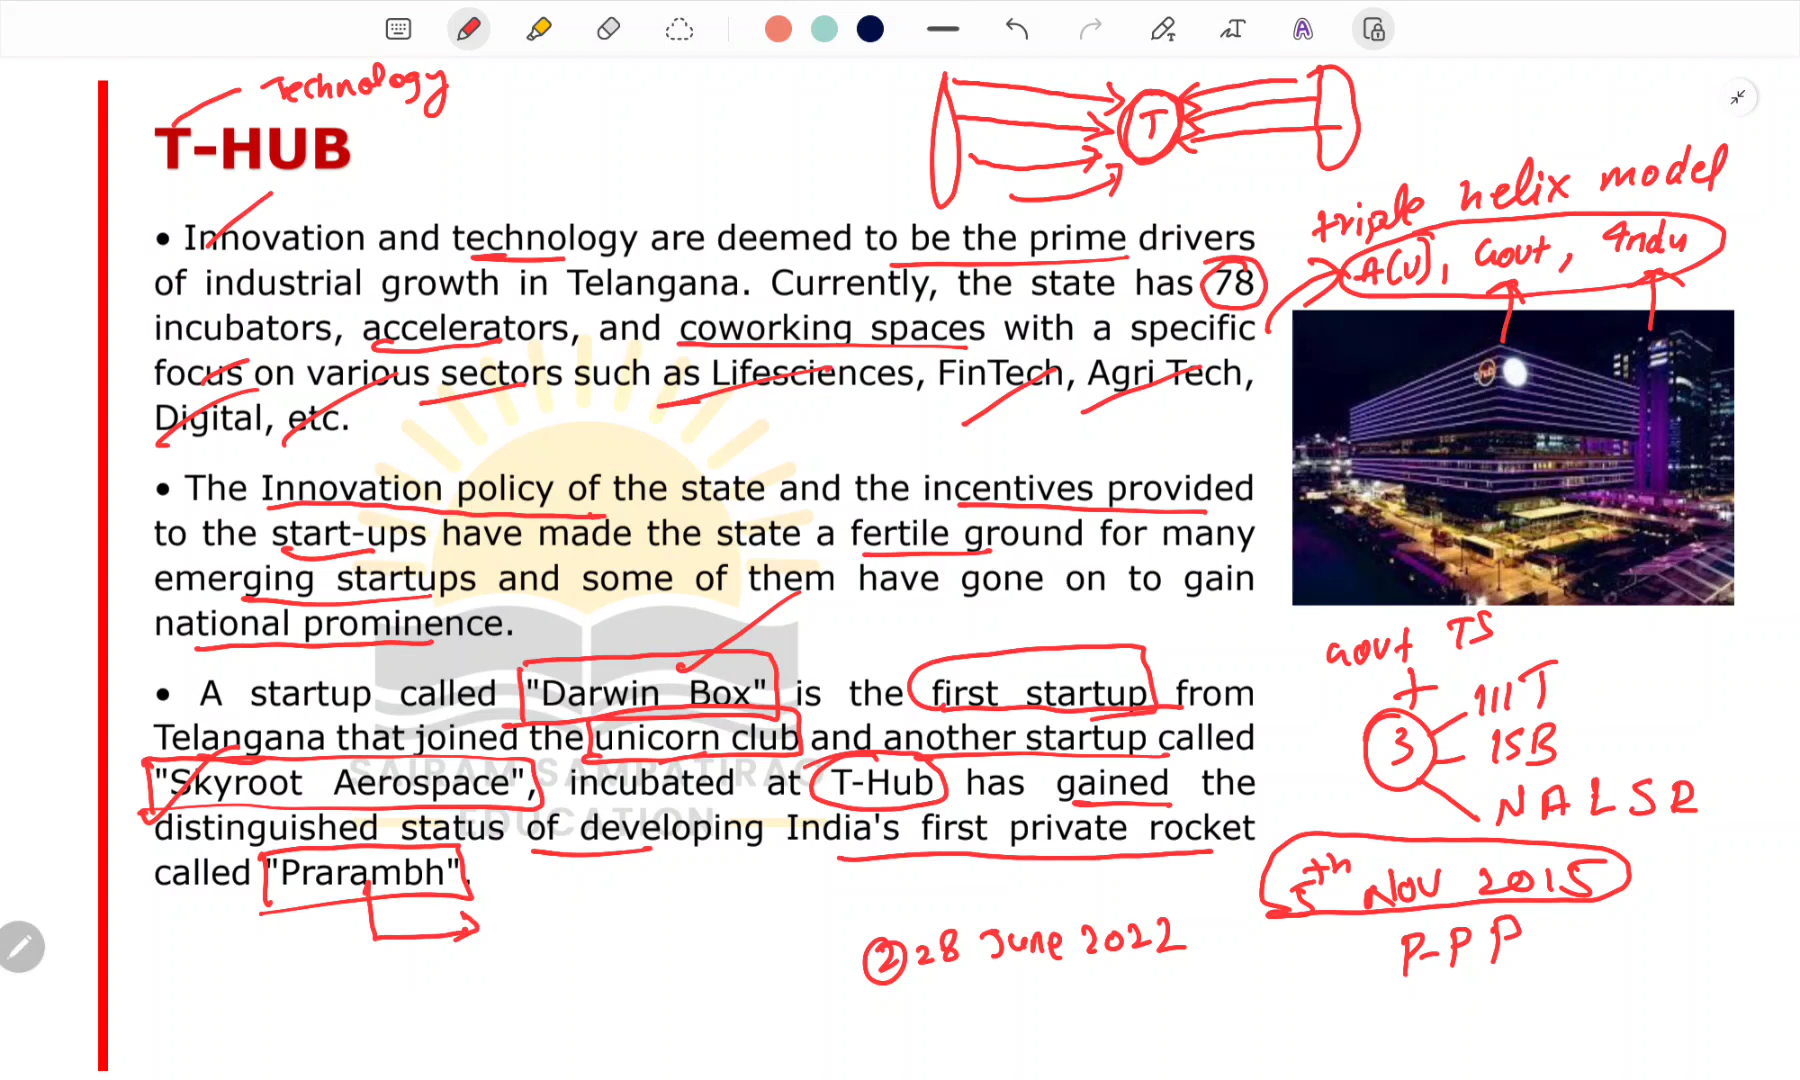 Technology
T-HUB
T
triple helix model
A(U), Govt, Indu
• Innovation and technology are deemed to be the prime drivers
of industrial growth in Telangana. Currently, the state has 78
incubators, accelerators, and coworking spaces with a specific
focus on various sectors such as Lifesciences, FinTech, Agri Tech,
Digital, etc.
• The Innovation policy of the state and the incentives provided
to the start-ups have made the state a fertile ground for many
emerging startups and some of them have gone on to gain
national prominence.
• A startup called "Darwin Box" is the first startup from
Telangana that joined the unicorn club and another startup called
"Skyroot Aerospace", incubated at T-Hub has gained the
distinguished status of developing India's first private rocket
called "Prarambh".
SAIRAM SAMPATIRAO
EDUCATION
Govt TS
+
3
IIIT
ISB
NALSR
5th Nov 2015
P-PP
② 28 June 2022